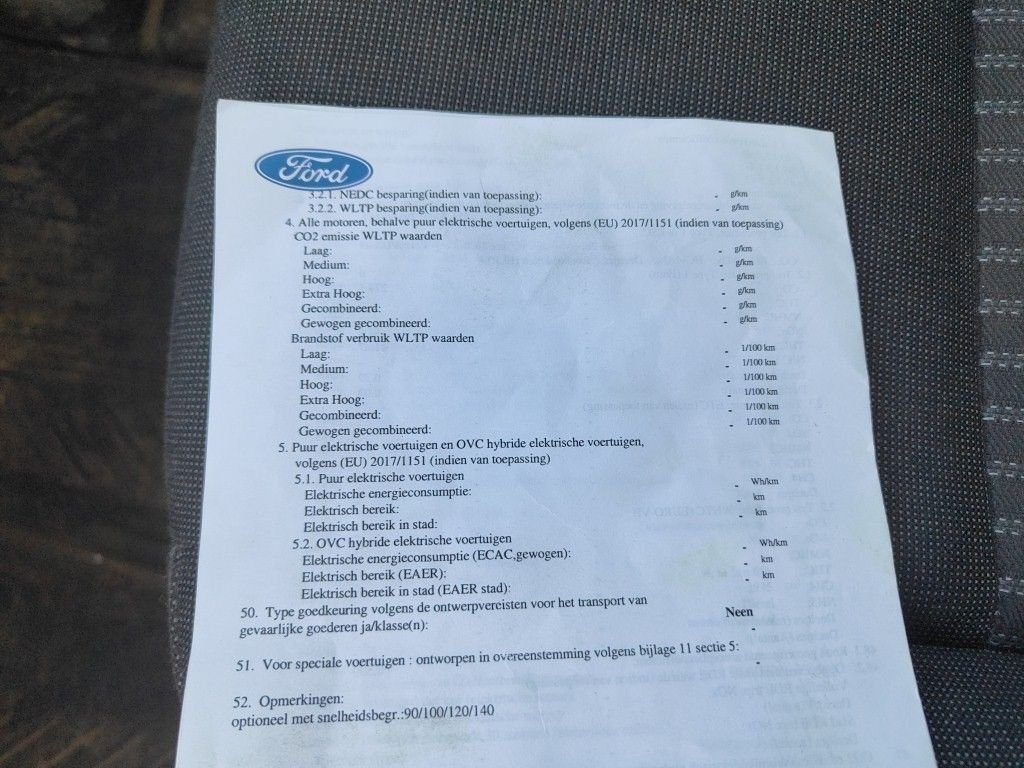 Ford
3.2.1. NEDC besparing(indien van toepassing): - g/km
3.2.2. WLTP besparing(indien van toepassing): - g/km
4. Alle motoren, behalve puur elektrische voertuigen, volgens (EU) 2017/1151 (indien van toepassing)
CO2 emissie WLTP waarden
Laag: - g/km
Medium: - g/km
Hoog: - g/km
Extra Hoog: - g/km
Gecombineerd: - g/km
Gewogen gecombineerd: - g/km
Brandstof verbruik WLTP waarden
Laag: - 1/100 km
Medium: - 1/100 km
Hoog: - 1/100 km
Extra Hoog: - 1/100 km
Gecombineerd: - 1/100 km
Gewogen gecombineerd: - 1/100 km
5. Puur elektrische voertuigen en OVC hybride elektrische voertuigen,
volgens (EU) 2017/1151 (indien van toepassing)
5.1. Puur elektrische voertuigen
Elektrische energieconsumptie: - Wh/km
Elektrisch bereik: - km
Elektrisch bereik in stad: - km
5.2. OVC hybride elektrische voertuigen
Elektrische energieconsumptie (ECAC,gewogen): - Wh/km
Elektrisch bereik (EAER): - km
Elektrisch bereik in stad (EAER stad): - km
50. Type goedkeuring volgens de ontwerpvereisten voor het transport van
gevaarlijke goederen ja/klasse(n): Neen
-
51. Voor speciale voertuigen : ontworpen in overeenstemming volgens bijlage 11 sectie 5:
-
52. Opmerkingen:
optioneel met snelheidsbegr.:90/100/120/140